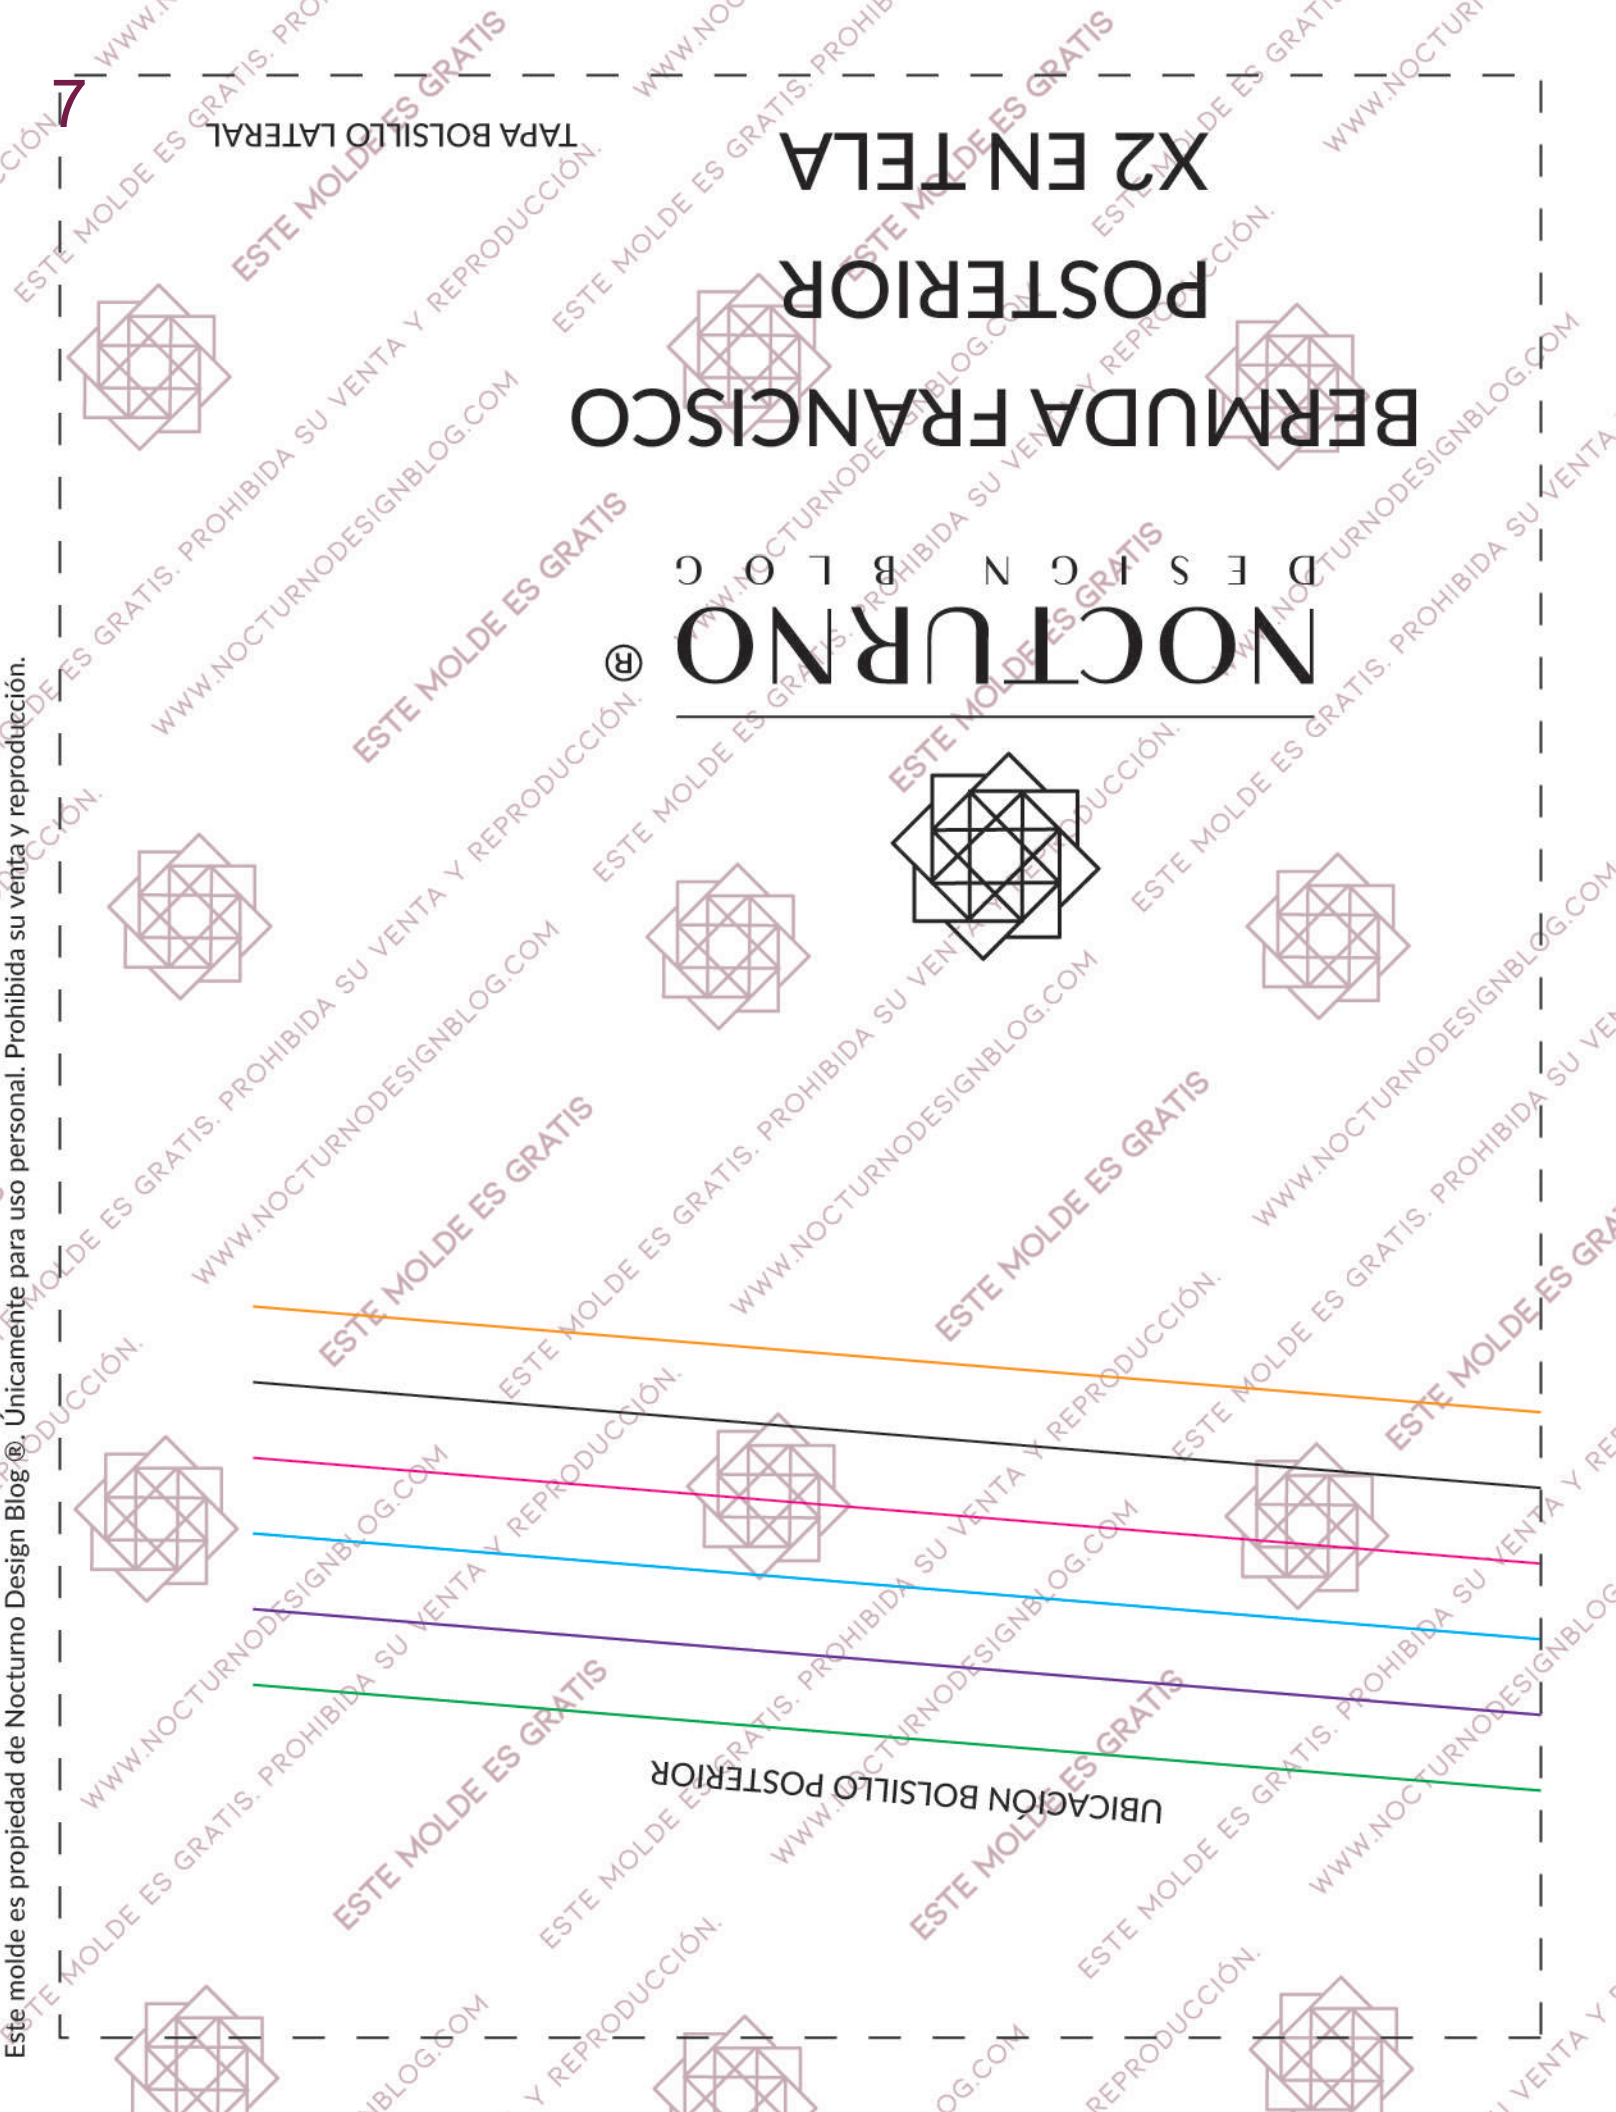 7
TAPA BOLSILLO LATERAL
X2 EN TELA
POSTERIOR
BERMUDA FRANCISCO
DESIGN BLOG
NOCTURNO ®
UBICACIÓN BOLSILLO POSTERIOR
Este molde es propiedad de Nocturno Design Blog ®. Únicamente para uso personal. Prohibida su venta y reproducción.
ESTE MOLDE ES GRATIS
ESTE MOLDE ES GRATIS. PROHIBIDA SU VENTA Y REPRODUCCIÓN.
WWW.NOCTURNODESIGNBLOG.COM